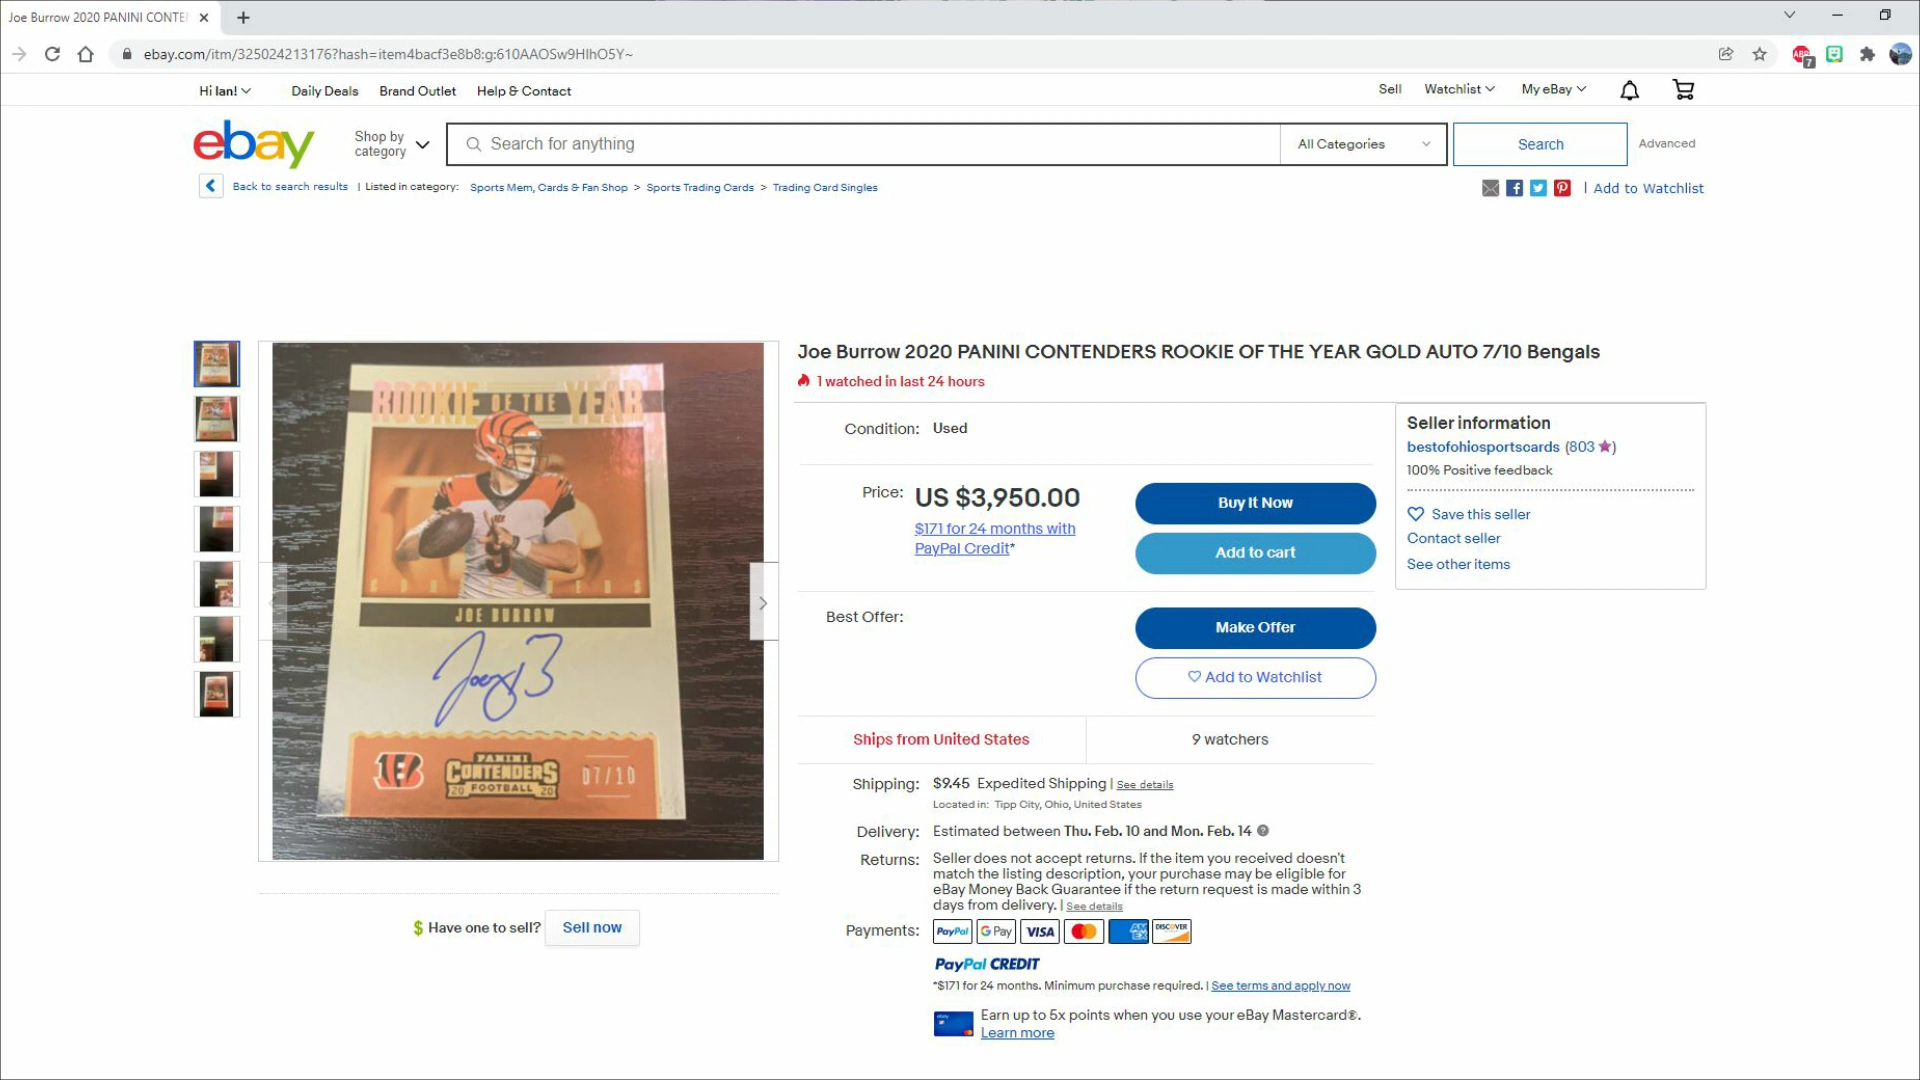 Joe Burrow 2020 PANINI CONTE
ebay.com/itm/325024213176?hash=item4bacf3e8b8:g:610AAOSw9HlhO5Y~
ABP
7
Hi Ian!
Daily Deals
Brand Outlet
Help & Contact
Sell
Watchlist
My eBay
ebay
Shop by
category
Search for anything
All Categories
Search
Advanced
Back to search results | Listed in category: Sports Mem, Cards & Fan Shop > Sports Trading Cards > Trading Card Singles
| Add to Watchlist
ROOKIE OF THE YEAR
9
CONTENDERS
JOE BURROW
Joey B
PANINI
CONTENDERS
20 FOOTBALL 20
07/10
$ Have one to sell?
Sell now
Joe Burrow 2020 PANINI CONTENDERS ROOKIE OF THE YEAR GOLD AUTO 7/10 Bengals
1 watched in last 24 hours
Condition: Used
Price: US $3,950.00
$171 for 24 months with
PayPal Credit*
Buy It Now
Add to cart
Best Offer:
Make Offer
Add to Watchlist
Ships from United States
9 watchers
Shipping: $9.45 Expedited Shipping | See details
Located in: Tipp City, Ohio, United States
Delivery: Estimated between Thu. Feb. 10 and Mon. Feb. 14
Returns: Seller does not accept returns. If the item you received doesn't
match the listing description, your purchase may be eligible for
eBay Money Back Guarantee if the return request is made within 3
days from delivery. | See details
Payments: PayPal G Pay VISA AMEX DISCOVER
PayPal CREDIT
*$171 for 24 months. Minimum purchase required. | See terms and apply now
Earn up to 5x points when you use your eBay Mastercard®.
Learn more
Seller information
bestofohiosportscards (803)
100% Positive feedback
Save this seller
Contact seller
See other items